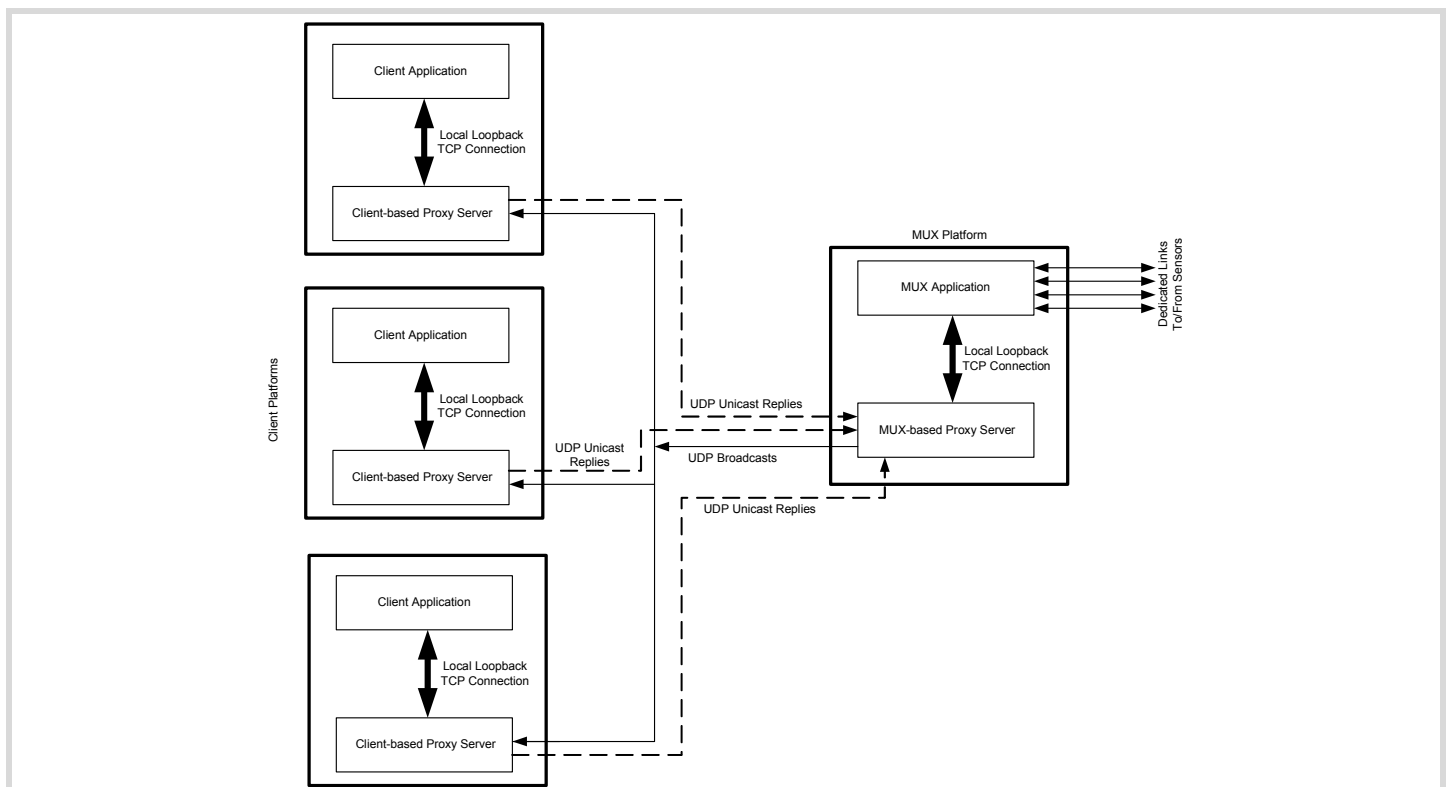 Client Application
Local Loopback
TCP Connection
Client-based Proxy Server
Client Platforms
Client Application
Local Loopback
TCP Connection
Client-based Proxy Server
Client Application
Local Loopback
TCP Connection
Client-based Proxy Server
UDP Unicast Replies
UDP Unicast
Replies
UDP Broadcasts
UDP Unicast Replies
MUX Platform
MUX Application
Local Loopback
TCP Connection
MUX-based Proxy Server
Dedicated Links
To/From Sensors